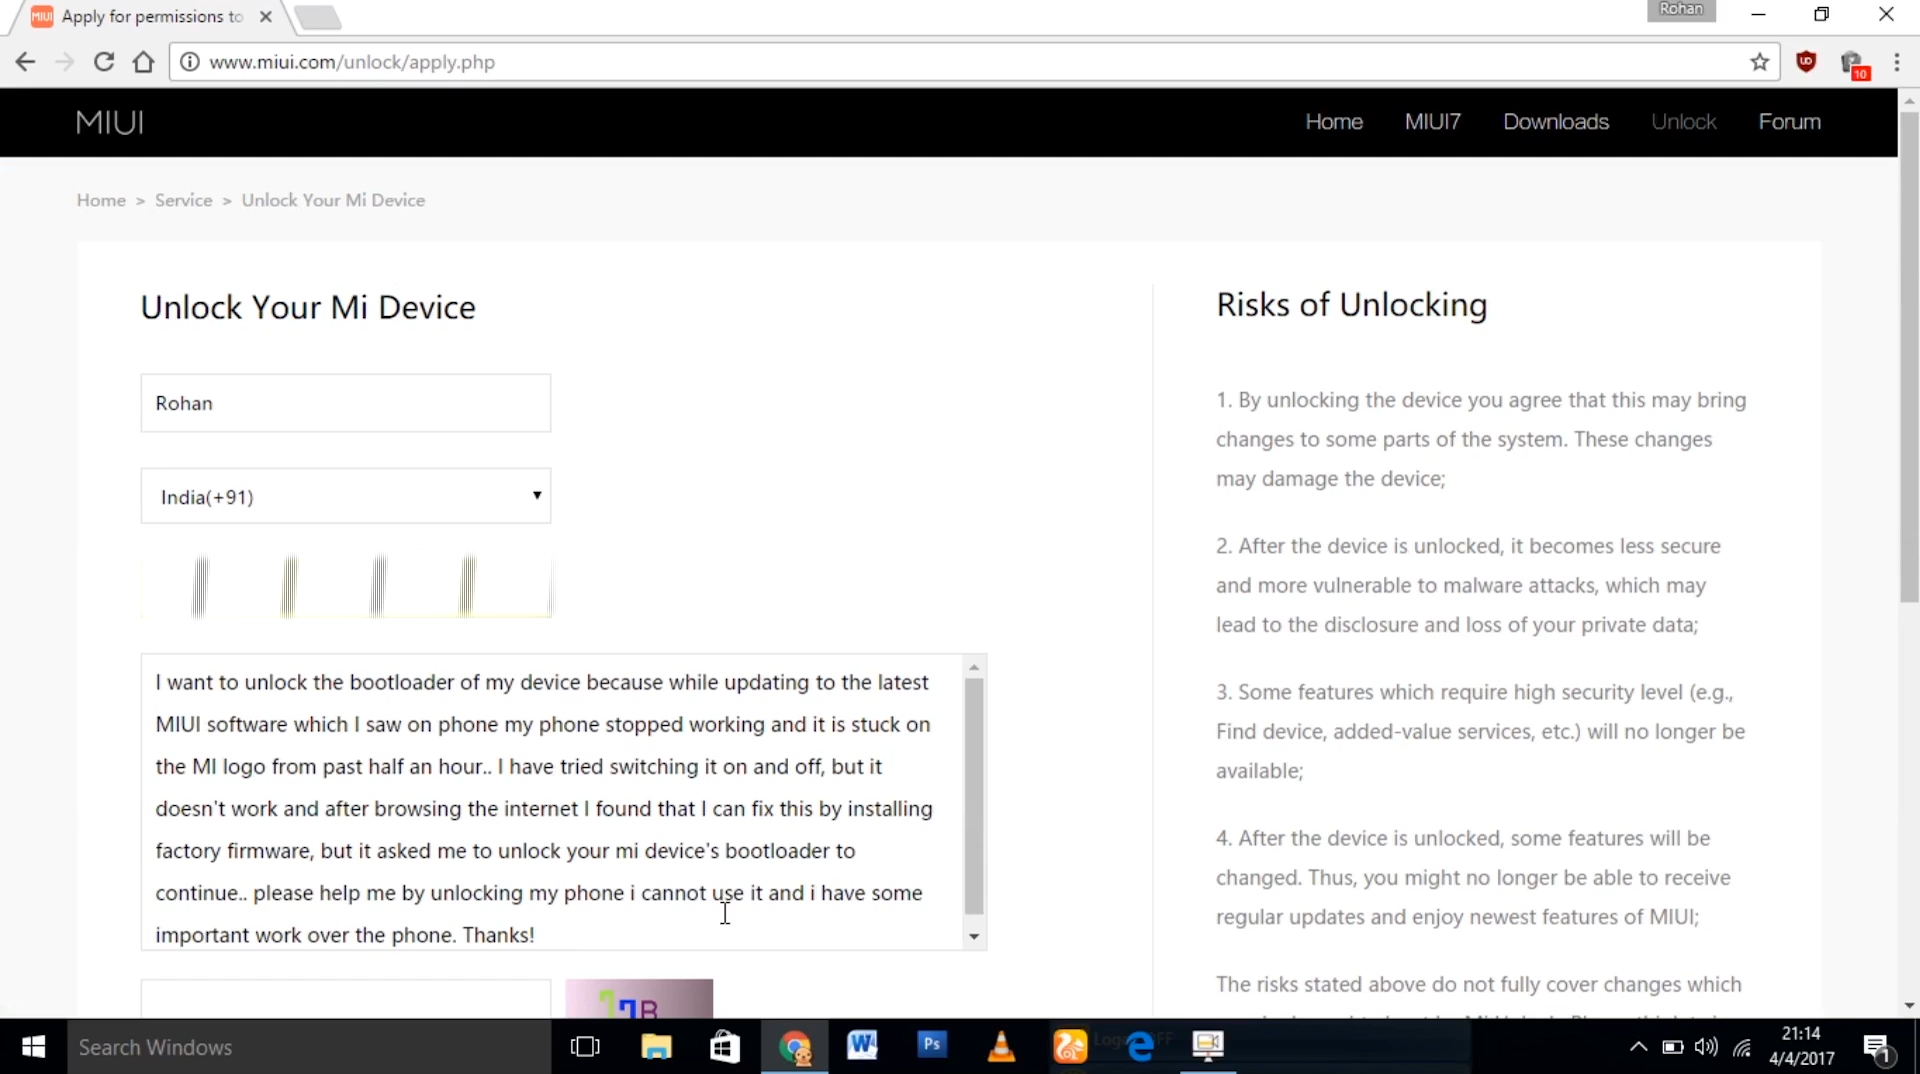 MIUI Apply for permissions to
Rohan
www.miui.com/unlock/apply.php
UD
10
MIUI
Home MIUI7 Downloads Unlock Forum
Home > Service > Unlock Your Mi Device
Unlock Your Mi Device
Rohan
India(+91)
I want to unlock the bootloader of my device because while updating to the latest
MIUI software which I saw on phone my phone stopped working and it is stuck on
the MI logo from past half an hour.. I have tried switching it on and off, but it
doesn't work and after browsing the internet I found that I can fix this by installing
factory firmware, but it asked me to unlock your mi device's bootloader to
continue.. please help me by unlocking my phone i cannot use it and i have some
important work over the phone. Thanks!
Risks of Unlocking
1. By unlocking the device you agree that this may bring
changes to some parts of the system. These changes
may damage the device;
2. After the device is unlocked, it becomes less secure
and more vulnerable to malware attacks, which may
lead to the disclosure and loss of your private data;
3. Some features which require high security level (e.g.,
Find device, added-value services, etc.) will no longer be
available;
4. After the device is unlocked, some features will be
changed. Thus, you might no longer be able to receive
regular updates and enjoy newest features of MIUI;
The risks stated above do not fully cover changes which
Search Windows
W
Ps
21:14
4/4/2017
1